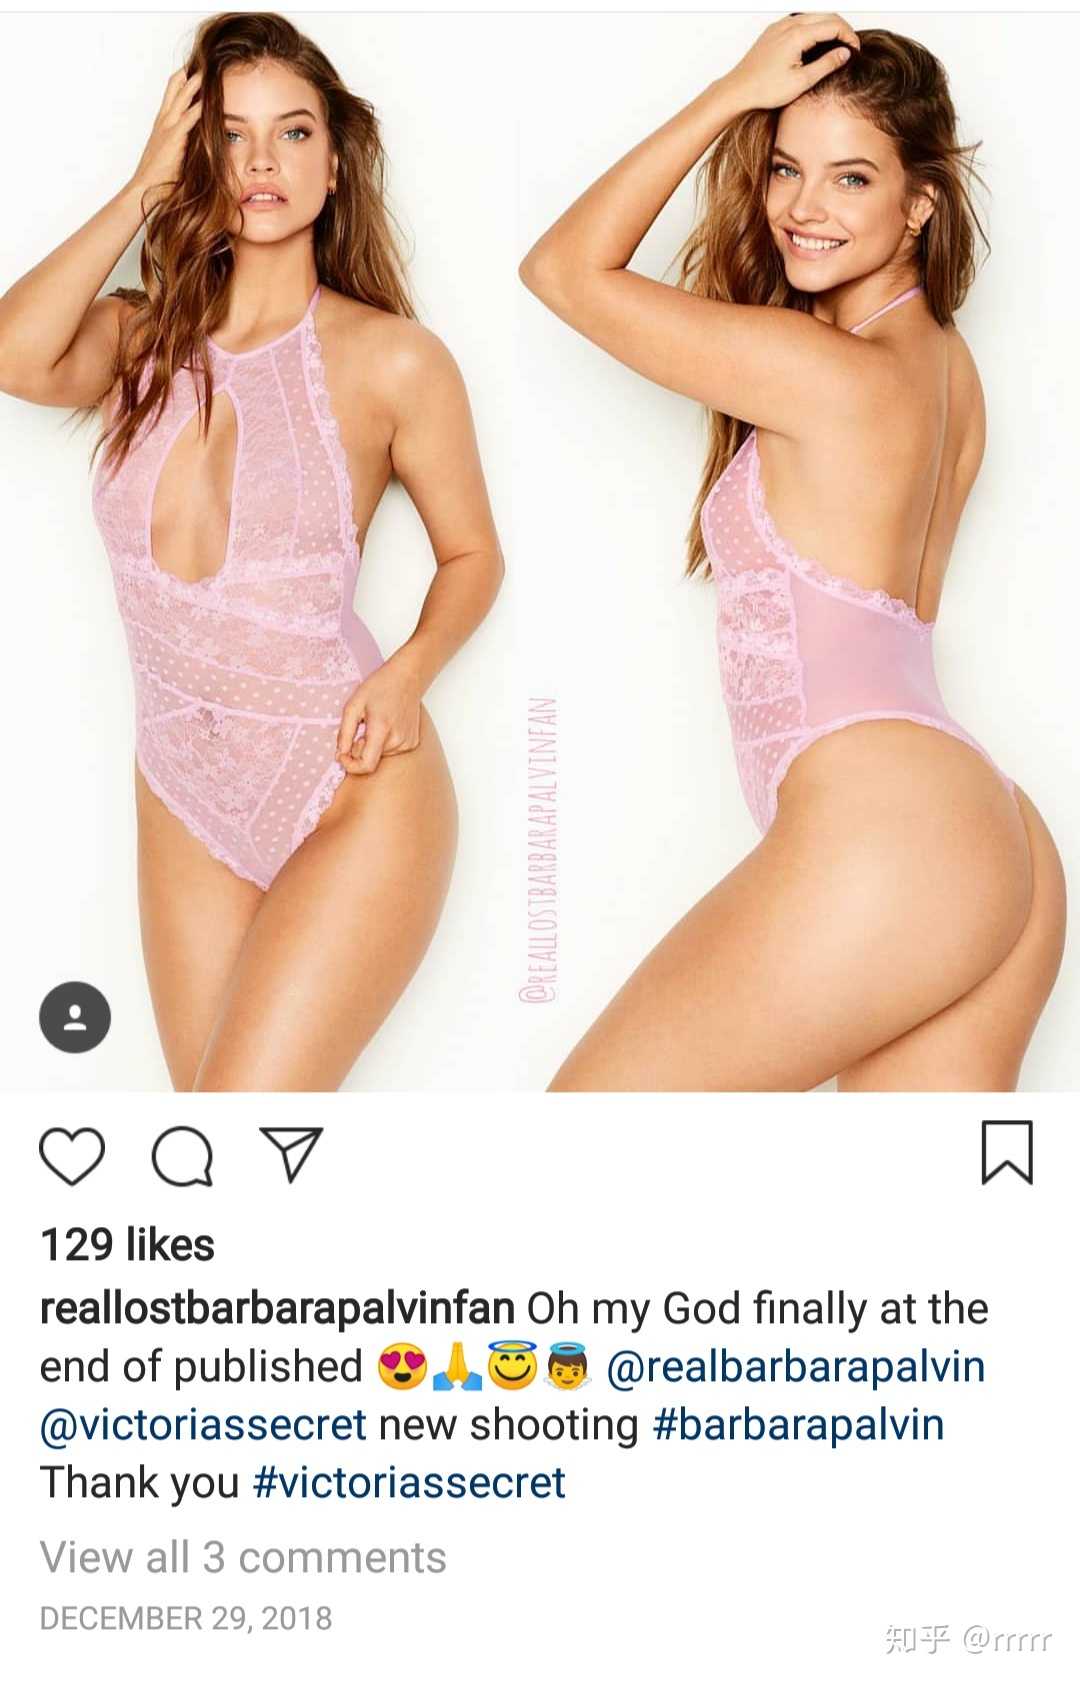 @REALLOSTBARBARAPALVINFAN
129 likes
reallostbarbarapalvinfan Oh my God finally at the
end of published 😍🙏😇👼 @realbarbarapalvin
@victoriassecret new shooting #barbarapalvin
Thank you #victoriassecret
View all 3 comments
DECEMBER 29, 2018
知乎 @rrrrr